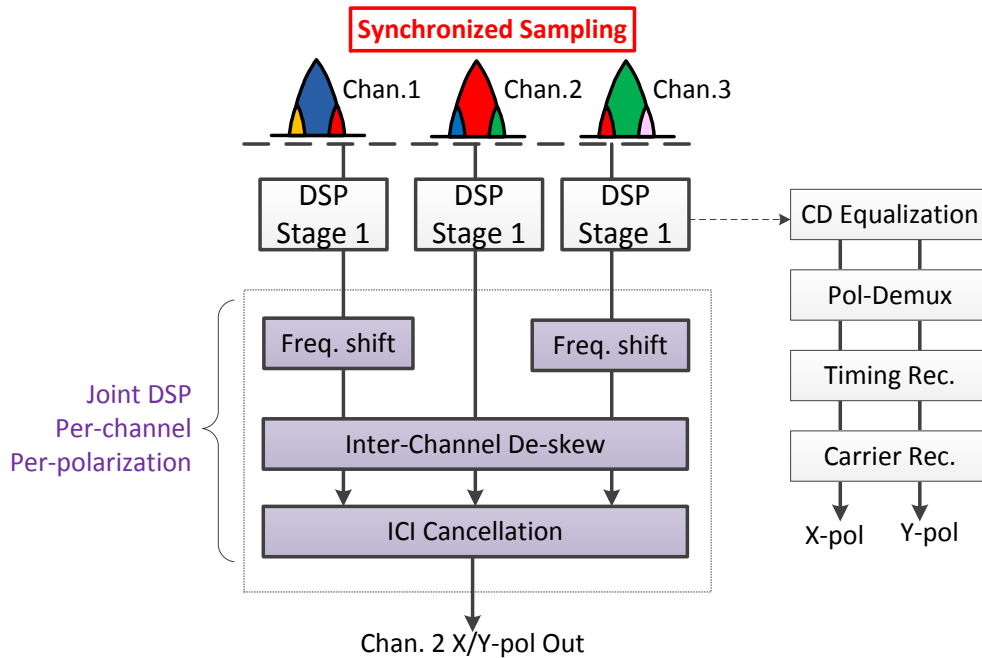 Synchronized Sampling
Chan.1
Chan.2
Chan.3
DSP
Stage 1
DSP
Stage 1
DSP
Stage 1
CD Equalization
Pol-Demux
Timing Rec.
Carrier Rec.
X-pol
Y-pol
Freq. shift
Freq. shift
Joint DSP
Per-channel
Per-polarization
Inter-Channel De-skew
ICI Cancellation
Chan. 2 X/Y-pol Out